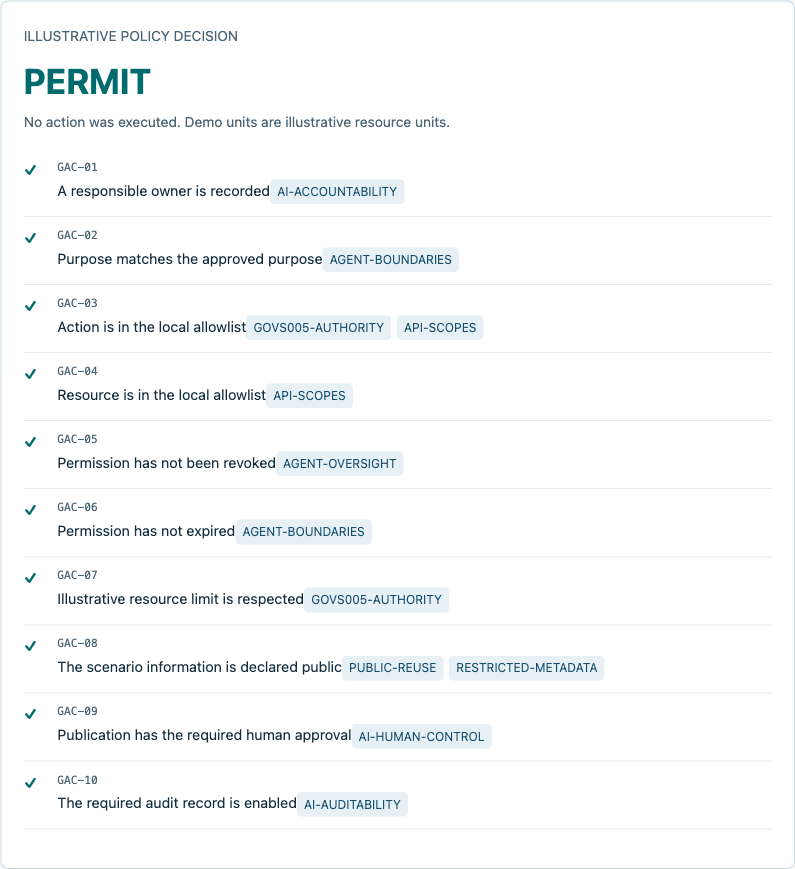 ILLUSTRATIVE POLICY DECISION
PERMIT
No action was executed. Demo units are illustrative resource units.
GAC-01
A responsible owner is recorded AI-ACCOUNTABILITY
GAC-02
Purpose matches the approved purpose AGENT-BOUNDARIES
GAC-03
Action is in the local allowlist GOVS005-AUTHORITY API-SCOPES
GAC-04
Resource is in the local allowlist API-SCOPES
GAC-05
Permission has not been revoked AGENT-OVERSIGHT
GAC-06
Permission has not expired AGENT-BOUNDARIES
GAC-07
Illustrative resource limit is respected GOVS005-AUTHORITY
GAC-08
The scenario information is declared public PUBLIC-REUSE RESTRICTED-METADATA
GAC-09
Publication has the required human approval AI-HUMAN-CONTROL
GAC-10
The required audit record is enabled AI-AUDITABILITY